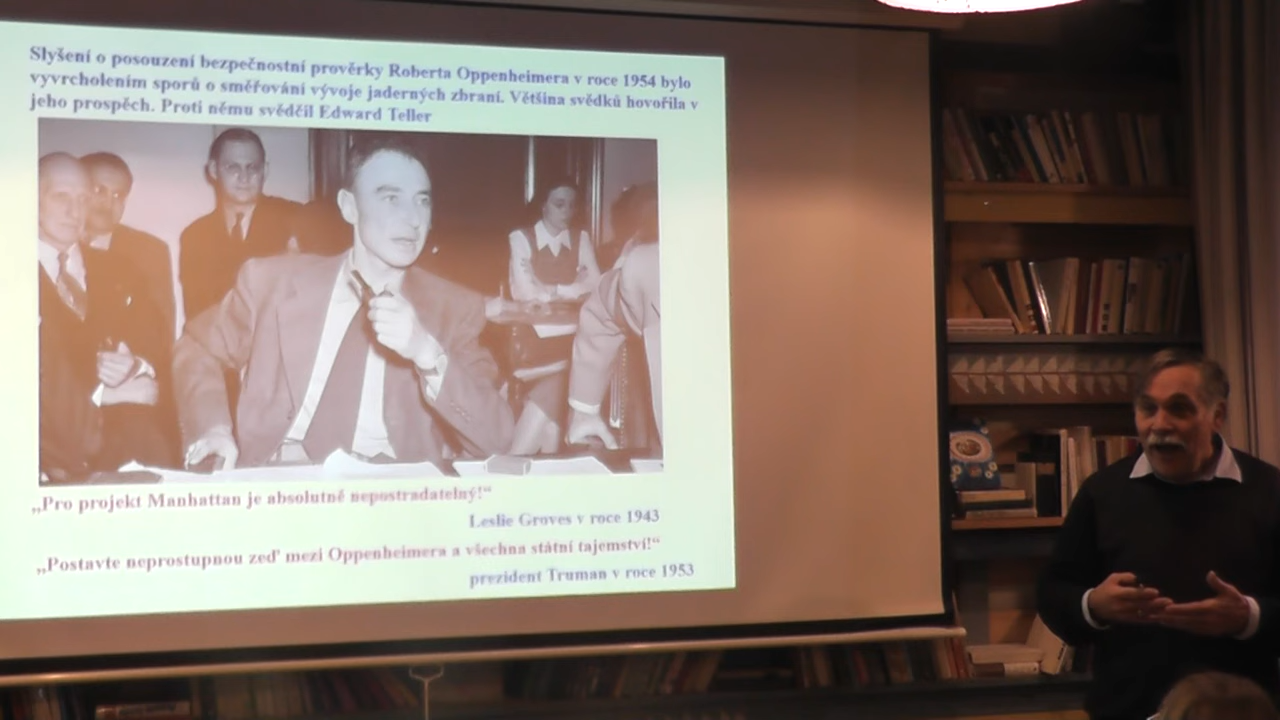 Slyšení o posouzení bezpečnostní prověrky Roberta Oppenheimera v roce 1954 bylo
vyvrcholením sporů o směřování vývoje jaderných zbraní. Většina svědků hovořila v
jeho prospěch. Proti němu svědčil Edward Teller
„Pro projekt Manhattan je absolutně nepostradatelný!“
Leslie Groves v roce 1943
„Postavte neprostupnou zeď mezi Oppenheimera a všechna státní tajemství!“
prezident Truman v roce 1953